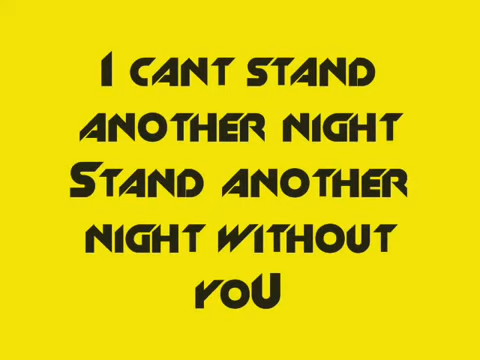 I cant stand
another night
Stand another
night without
you